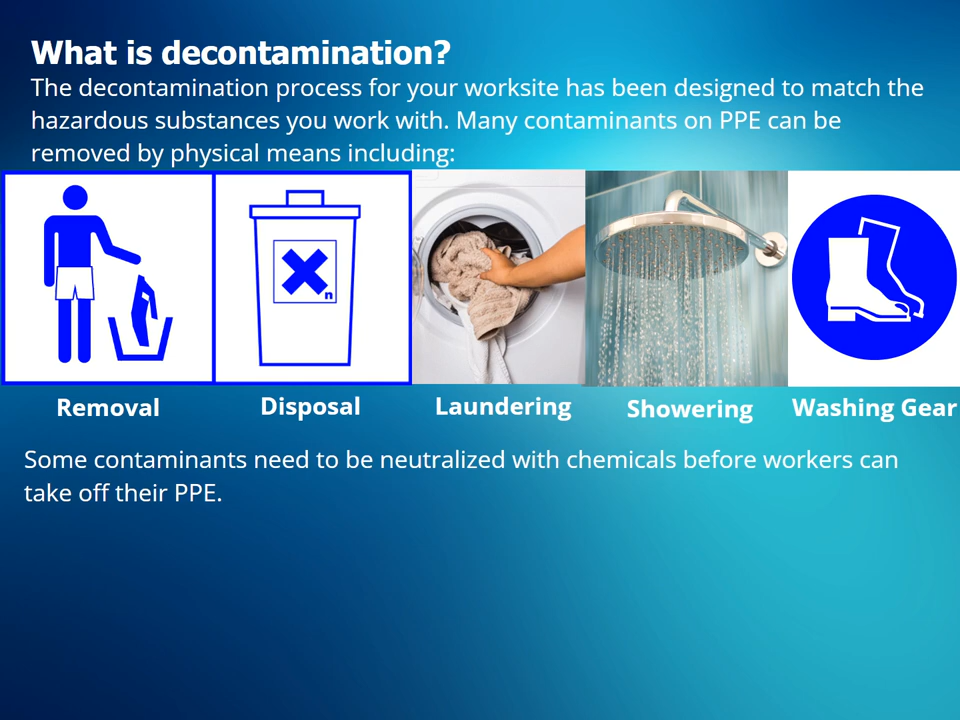 What is decontamination?
The decontamination process for your worksite has been designed to match the
hazardous substances you work with. Many contaminants on PPE can be
removed by physical means including:
n
Removal
Disposal
Laundering
Showering
Washing Gear
Some contaminants need to be neutralized with chemicals before workers can
take off their PPE.